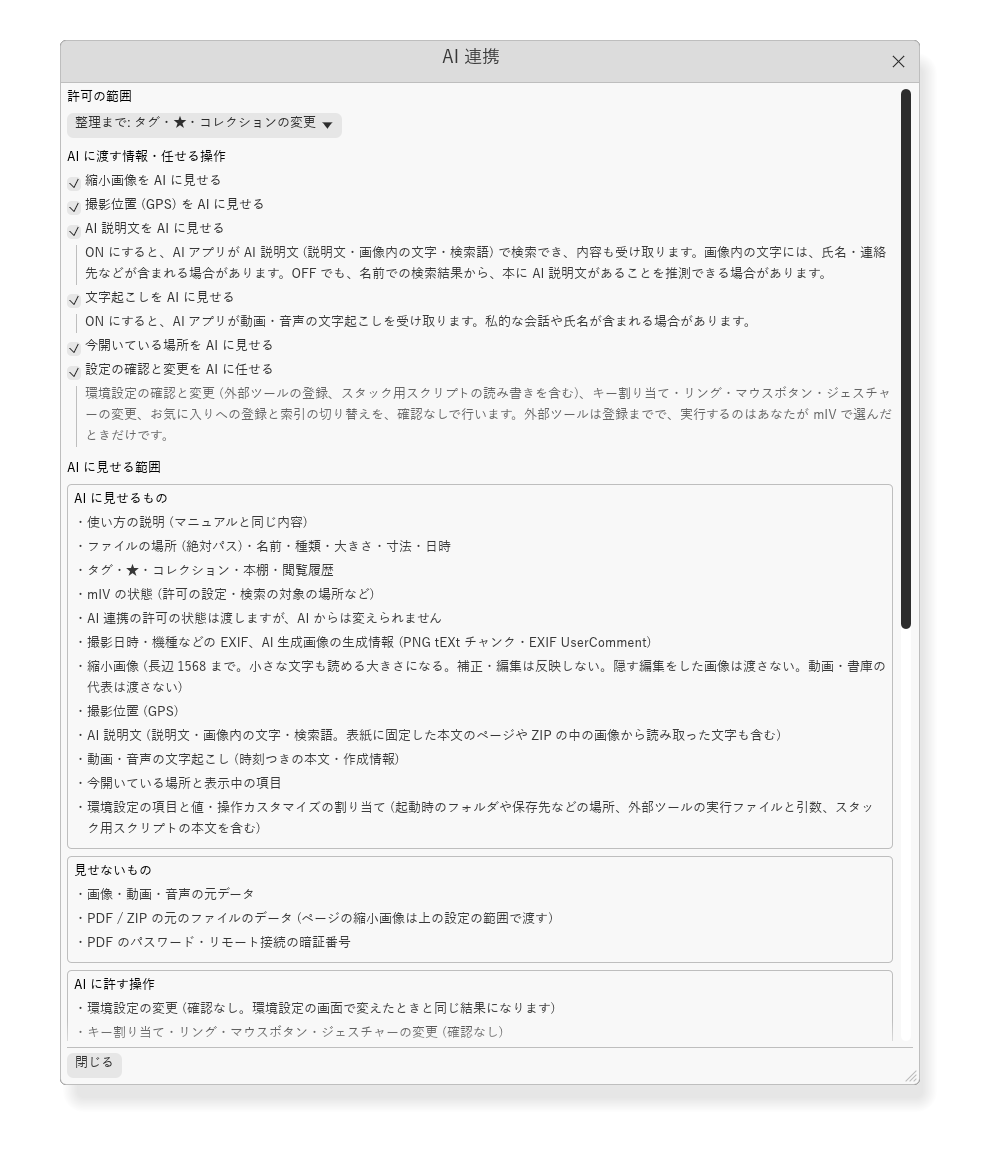 AI 連携
許可の範囲
整理まで: タグ・★・コレクションの変更 ▼
AI に渡す情報・任せる操作
縮小画像を AI に見せる
撮影位置 (GPS) を AI に見せる
AI 説明文を AI に見せる
ON にすると、AI アプリが AI 説明文 (説明文・画像内の文字・検索語) で検索でき、内容も受け取ります。画像内の文字には、氏名・連絡
先などが含まれる場合があります。OFF でも、名前での検索結果から、本に AI 説明文があることを推測できる場合があります。
文字起こしを AI に見せる
ON にすると、AI アプリが動画・音声の文字起こしを受け取ります。私的な会話や氏名が含まれる場合があります。
今開いている場所を AI に見せる
設定の確認と変更を AI に任せる
環境設定の確認と変更 (外部ツールの登録、スタック用スクリプトの読み書きを含む)、キー割り当て・リング・マウスボタン・ジェスチャ
ーの変更、お気に入りへの登録と索引の切り替えを、確認なしで行います。外部ツールは登録までで、実行するのはあなたが mIV で選んだ
ときだけです。
AI に見せる範囲
AI に見せるもの
・使い方の説明 (マニュアルと同じ内容)
・ファイルの場所 (絶対パス)・名前・種類・大きさ・寸法・日時
・タグ・★・コレクション・本棚・閲覧履歴
・mIV の状態 (許可の設定・検索の対象の場所など)
・AI 連携の許可の状態は渡しますが、AI からは変えられません
・撮影日時・機種などの EXIF、AI 生成画像の生成情報 (PNG tEXt チャンク・EXIF UserComment)
・縮小画像 (長辺 1568 まで。小さな文字も読める大きさになる。補正・編集は反映しない。隠す編集をした画像は渡さない。動画・書庫の
代表は渡さない)
・撮影位置 (GPS)
・AI 説明文 (説明文・画像内の文字・検索語。表紙に固定した本文のページや ZIP の中の画像から読み取った文字も含む)
・動画・音声の文字起こし (時刻つきの本文・作成情報)
・今開いている場所と表示中の項目
・環境設定の項目と値・操作カスタマイズの割り当て (起動時のフォルダや保存先などの場所、外部ツールの実行ファイルと引数、スタッ
ク用スクリプトの本文を含む)
見せないもの
・画像・動画・音声の元データ
・PDF / ZIP の元のファイルのデータ (ページの縮小画像は上の設定の範囲で渡す)
・PDF のパスワード・リモート接続の暗証番号
AI に許す操作
・環境設定の変更 (確認なし。環境設定の画面で変えたときと同じ結果になります)
・キー割り当て・リング・マウスボタン・ジェスチャーの変更 (確認なし)
閉じる